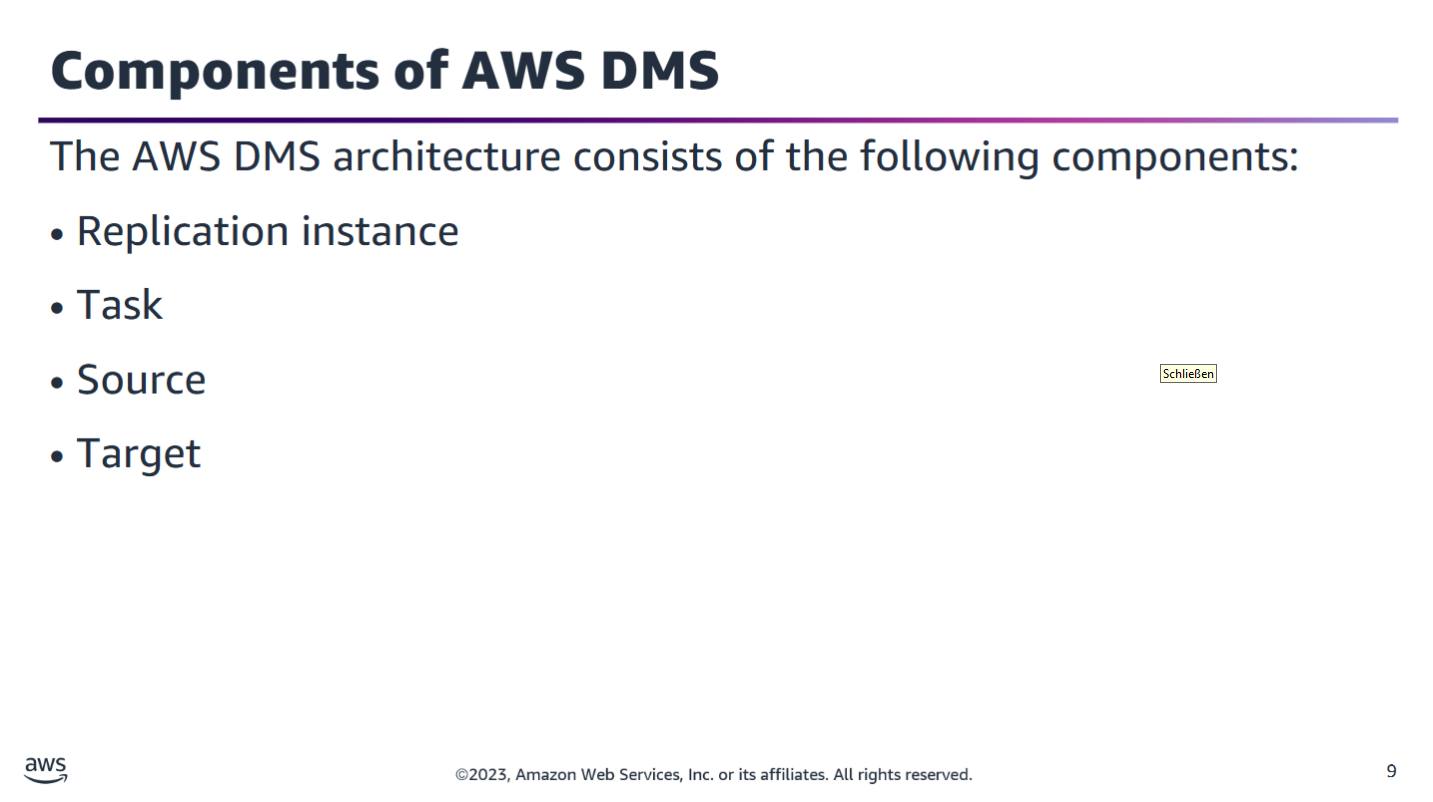 Components of AWS DMS
The AWS DMS architecture consists of the following components:
• Replication instance
• Task
• Source
Schließen
• Target
aws
©2023, Amazon Web Services, Inc. or its affiliates. All rights reserved.
9